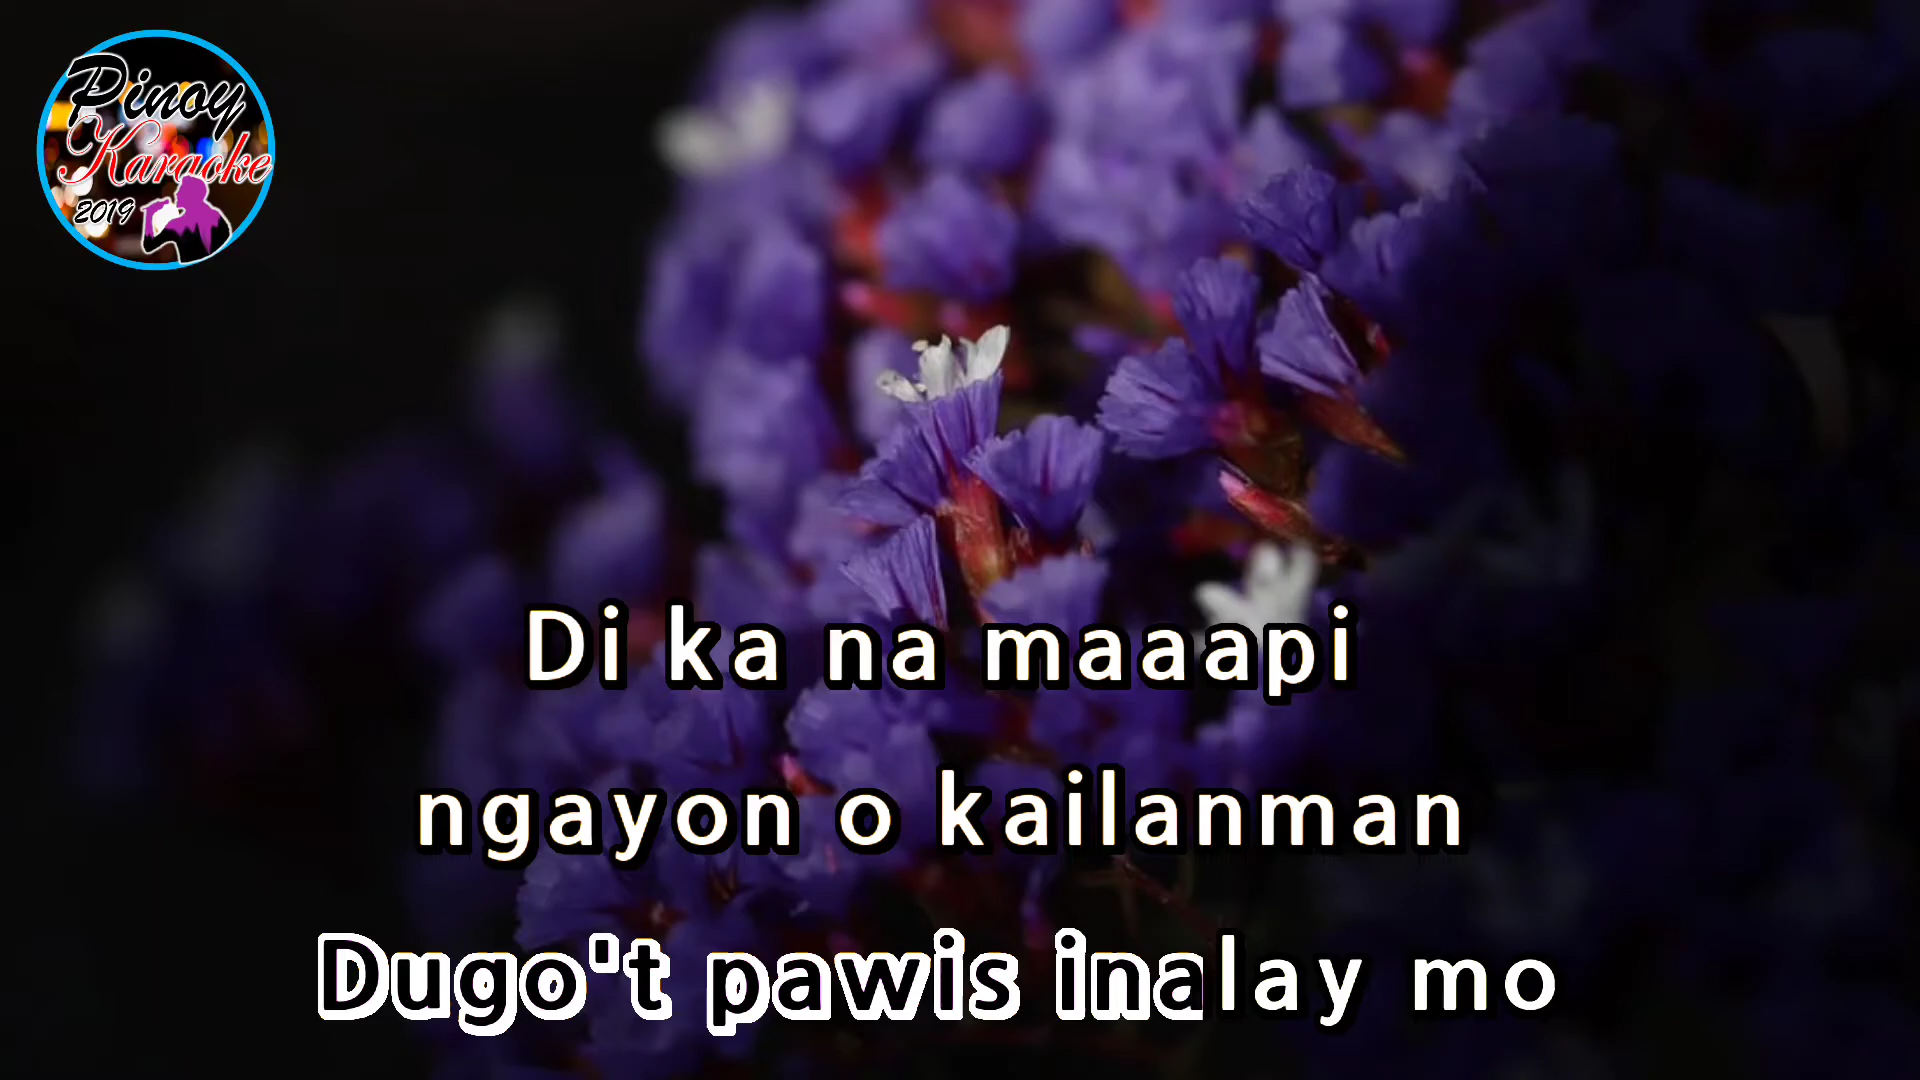 Pinoy
Karaoke
2019
Di ka na maaapi
ngayon o kailanman
Dugo't pawis inalay mo